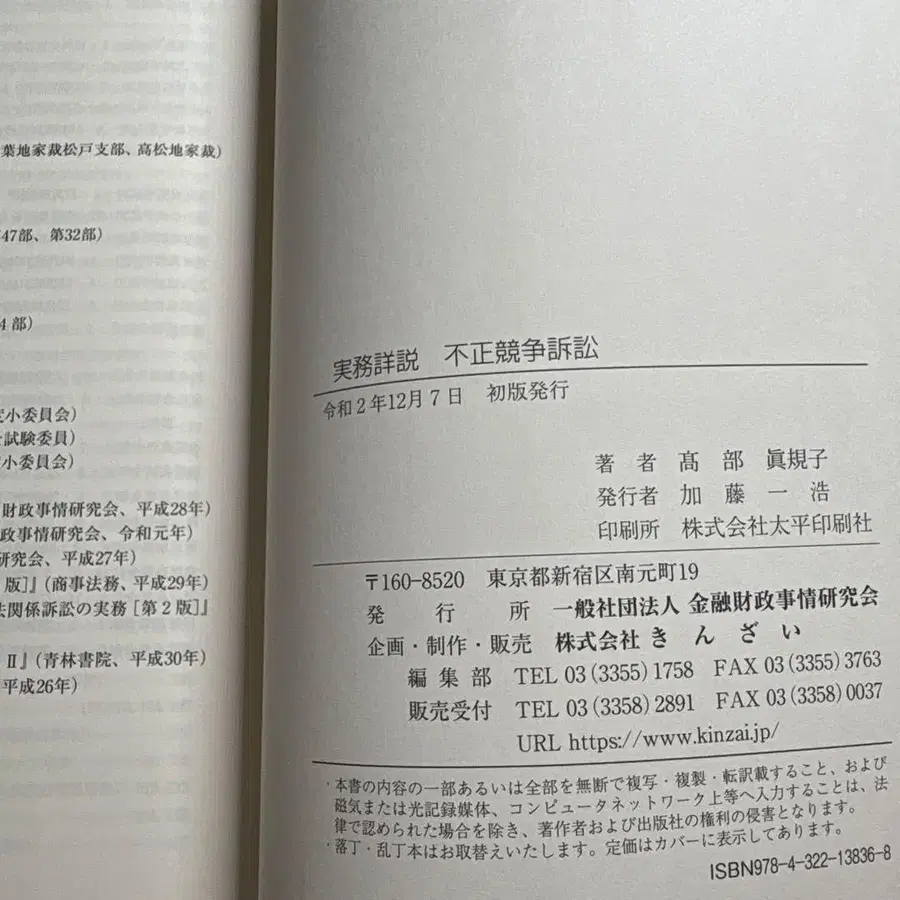 葉地家裁松戸支部、高松地家裁)
47部、第32部)
4部)
小委員会)
試験委員)
小委員会)
財政事情研究会、平成28年)
政事情研究会、令和元年)
研究会、平成27年)
版]』(商事法務、平成29年)
関係訴訟の実務[第2版]』
Ⅱ』(青林書院、平成30年)
平成26年)
実務詳説 不正競争訴訟
令和2年12月7日 初版発行
著 者 髙 部 眞規子
発行者 加 藤 一 浩
印刷所 株式会社太平印刷社
〒160-8520 東京都新宿区南元町19
発 行 所 一般社団法人 金融財政事情研究会
企画・制作・販売 株式会社 き ん ざ い
編 集 部 TEL 03(3355)1758 FAX 03(3355)3763
販売受付 TEL 03(3358)2891 FAX 03(3358)0037
URL https://www.kinzai.jp/
・本書の内容の一部あるいは全部を無断で複写・複製・転訳載すること、および
磁気または光記録媒体、コンピュータネットワーク上等へ入力することは、法
律で認められた場合を除き、著作者および出版社の権利の侵害となります。
・落丁・乱丁本はお取替えいたします。定価はカバーに表示してあります。
ISBN978-4-322-13836-8